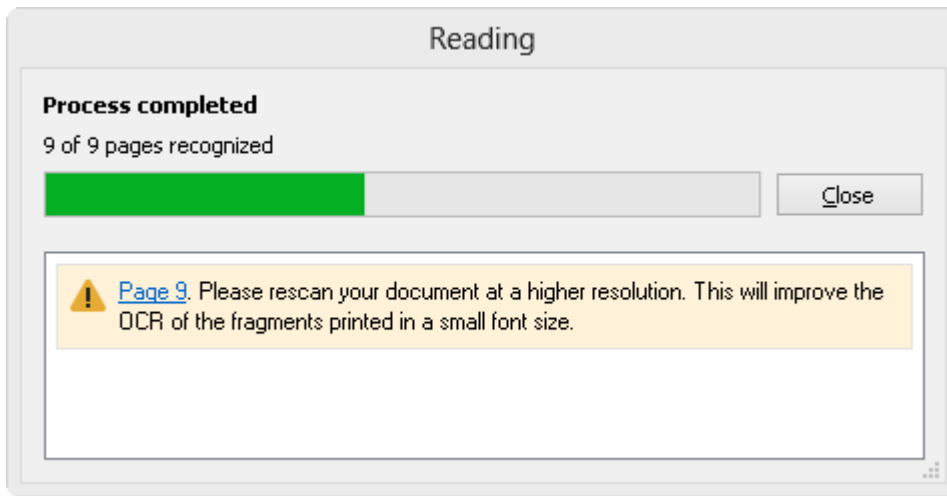 Reading
Process completed
9 of 9 pages recognized
Close
Page 9. Please rescan your document at a higher resolution. This will improve the
OCR of the fragments printed in a small font size.